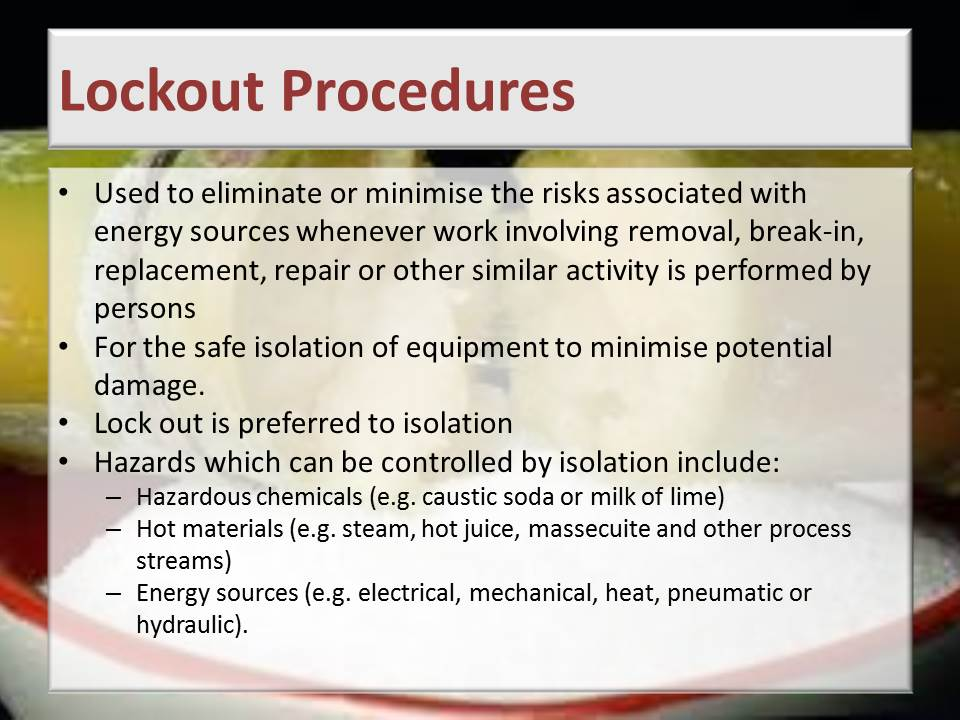 Lockout Procedures
• Used to eliminate or minimise the risks associated with
energy sources whenever work involving removal, break-in,
replacement, repair or other similar activity is performed by
persons
• For the safe isolation of equipment to minimise potential
damage.
• Lock out is preferred to isolation
• Hazards which can be controlled by isolation include:
– Hazardous chemicals (e.g. caustic soda or milk of lime)
– Hot materials (e.g. steam, hot juice, massecuite and other process
streams)
– Energy sources (e.g. electrical, mechanical, heat, pneumatic or
hydraulic).